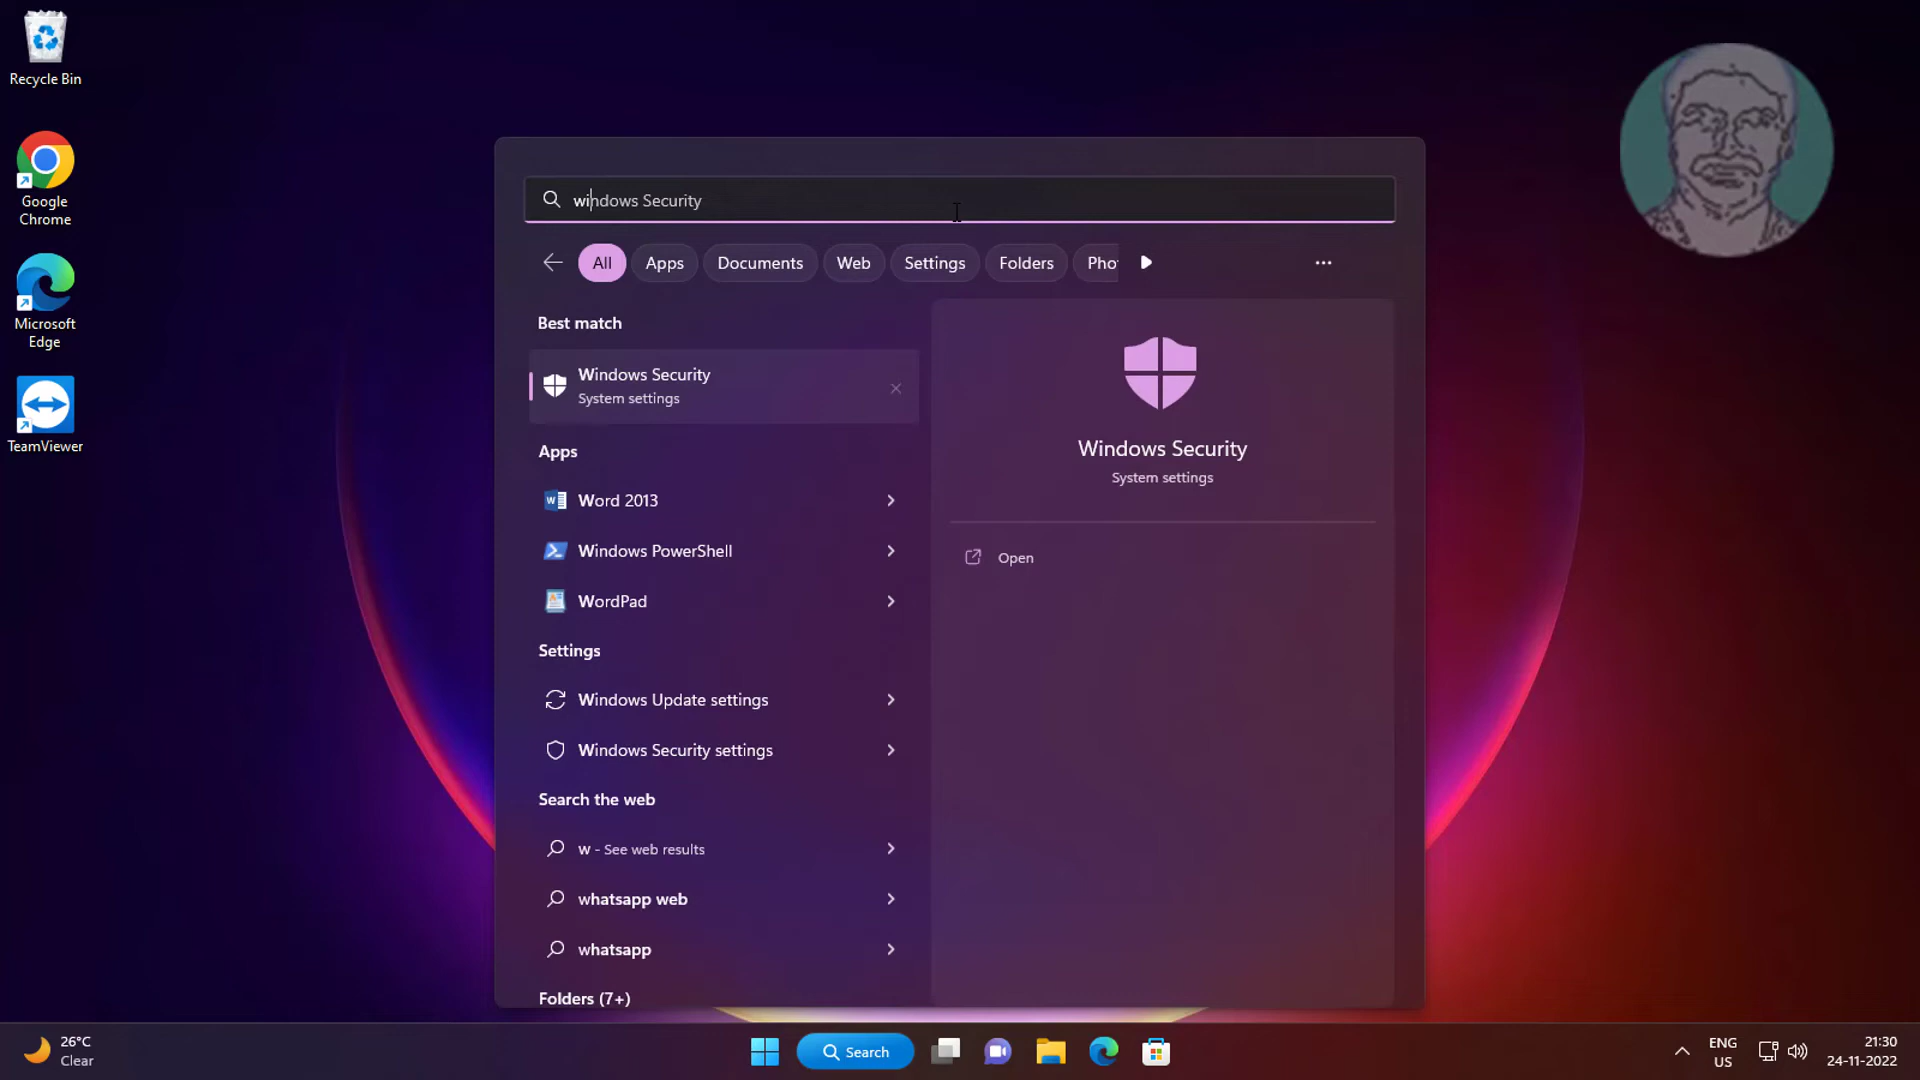 Recycle Bin
Google
Chrome
Microsoft
Edge
TeamViewer
windows Security
All
Apps
Documents
Web
Settings
Folders
Pho
Best match
Windows Security
System settings
Apps
Word 2013
Windows PowerShell
WordPad
Settings
Windows Update settings
Windows Security settings
Search the web
w - See web results
whatsapp web
whatsapp
Folders (7+)
Windows Security
System settings
Open
26°C
Clear
Search
ENG
US
21:30
24-11-2022